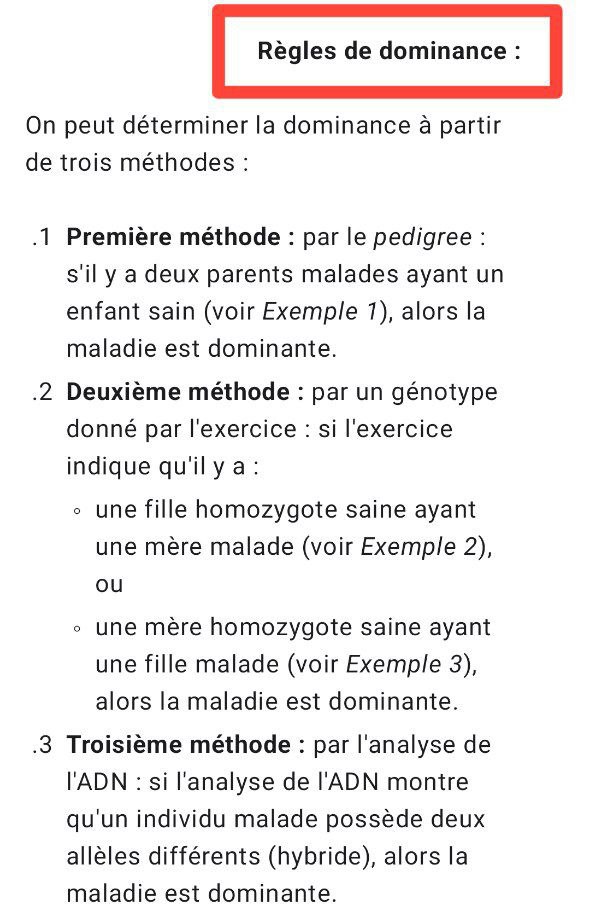 Règles de dominance :
On peut déterminer la dominance à partir
de trois méthodes :
.1 Première méthode : par le pedigree :
s'il y a deux parents malades ayant un
enfant sain (voir Exemple 1), alors la
maladie est dominante.
.2 Deuxième méthode : par un génotype
donné par l'exercice : si l'exercice
indique qu'il y a :
◦ une fille homozygote saine ayant
une mère malade (voir Exemple 2),
ou
◦ une mère homozygote saine ayant
une fille malade (voir Exemple 3),
alors la maladie est dominante.
.3 Troisième méthode : par l'analyse de
l'ADN : si l'analyse de l'ADN montre
qu'un individu malade possède deux
allèles différents (hybride), alors la
maladie est dominante.